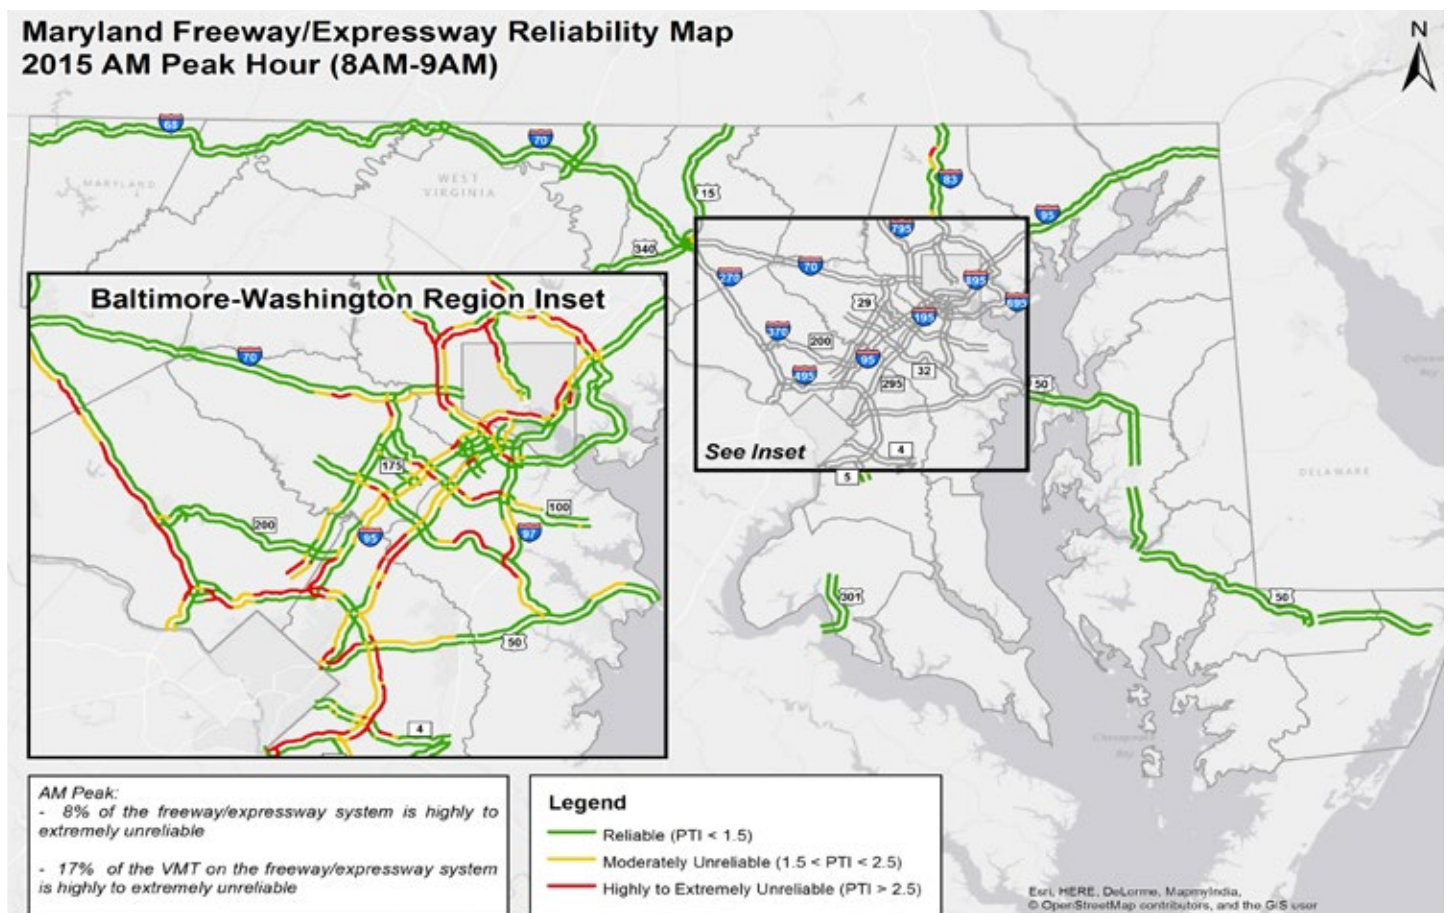 Maryland Freeway/Expressway Reliability Map
2015 AM Peak Hour (8AM-9AM)
N
68
70
MARYLAND
WEST
VIRGINIA
15
83
95
340
795
270
70
895
695
29
195
370
200
95
32
495
295
50
See Inset
4
5
DELAWARE
301
50
Chesapeake
Bay
Baltimore-Washington Region Inset
70
175
200
95
100
97
50
4
AM Peak:
- 8% of the freeway/expressway system is highly to
extremely unreliable
- 17% of the VMT on the freeway/expressway system
is highly to extremely unreliable
Legend
Reliable (PTI < 1.5)
Moderately Unreliable (1.5 < PTI < 2.5)
Highly to Extremely Unreliable (PTI > 2.5)
Esri, HERE, DeLorme, MapmyIndia,
© OpenStreetMap contributors, and the GIS user